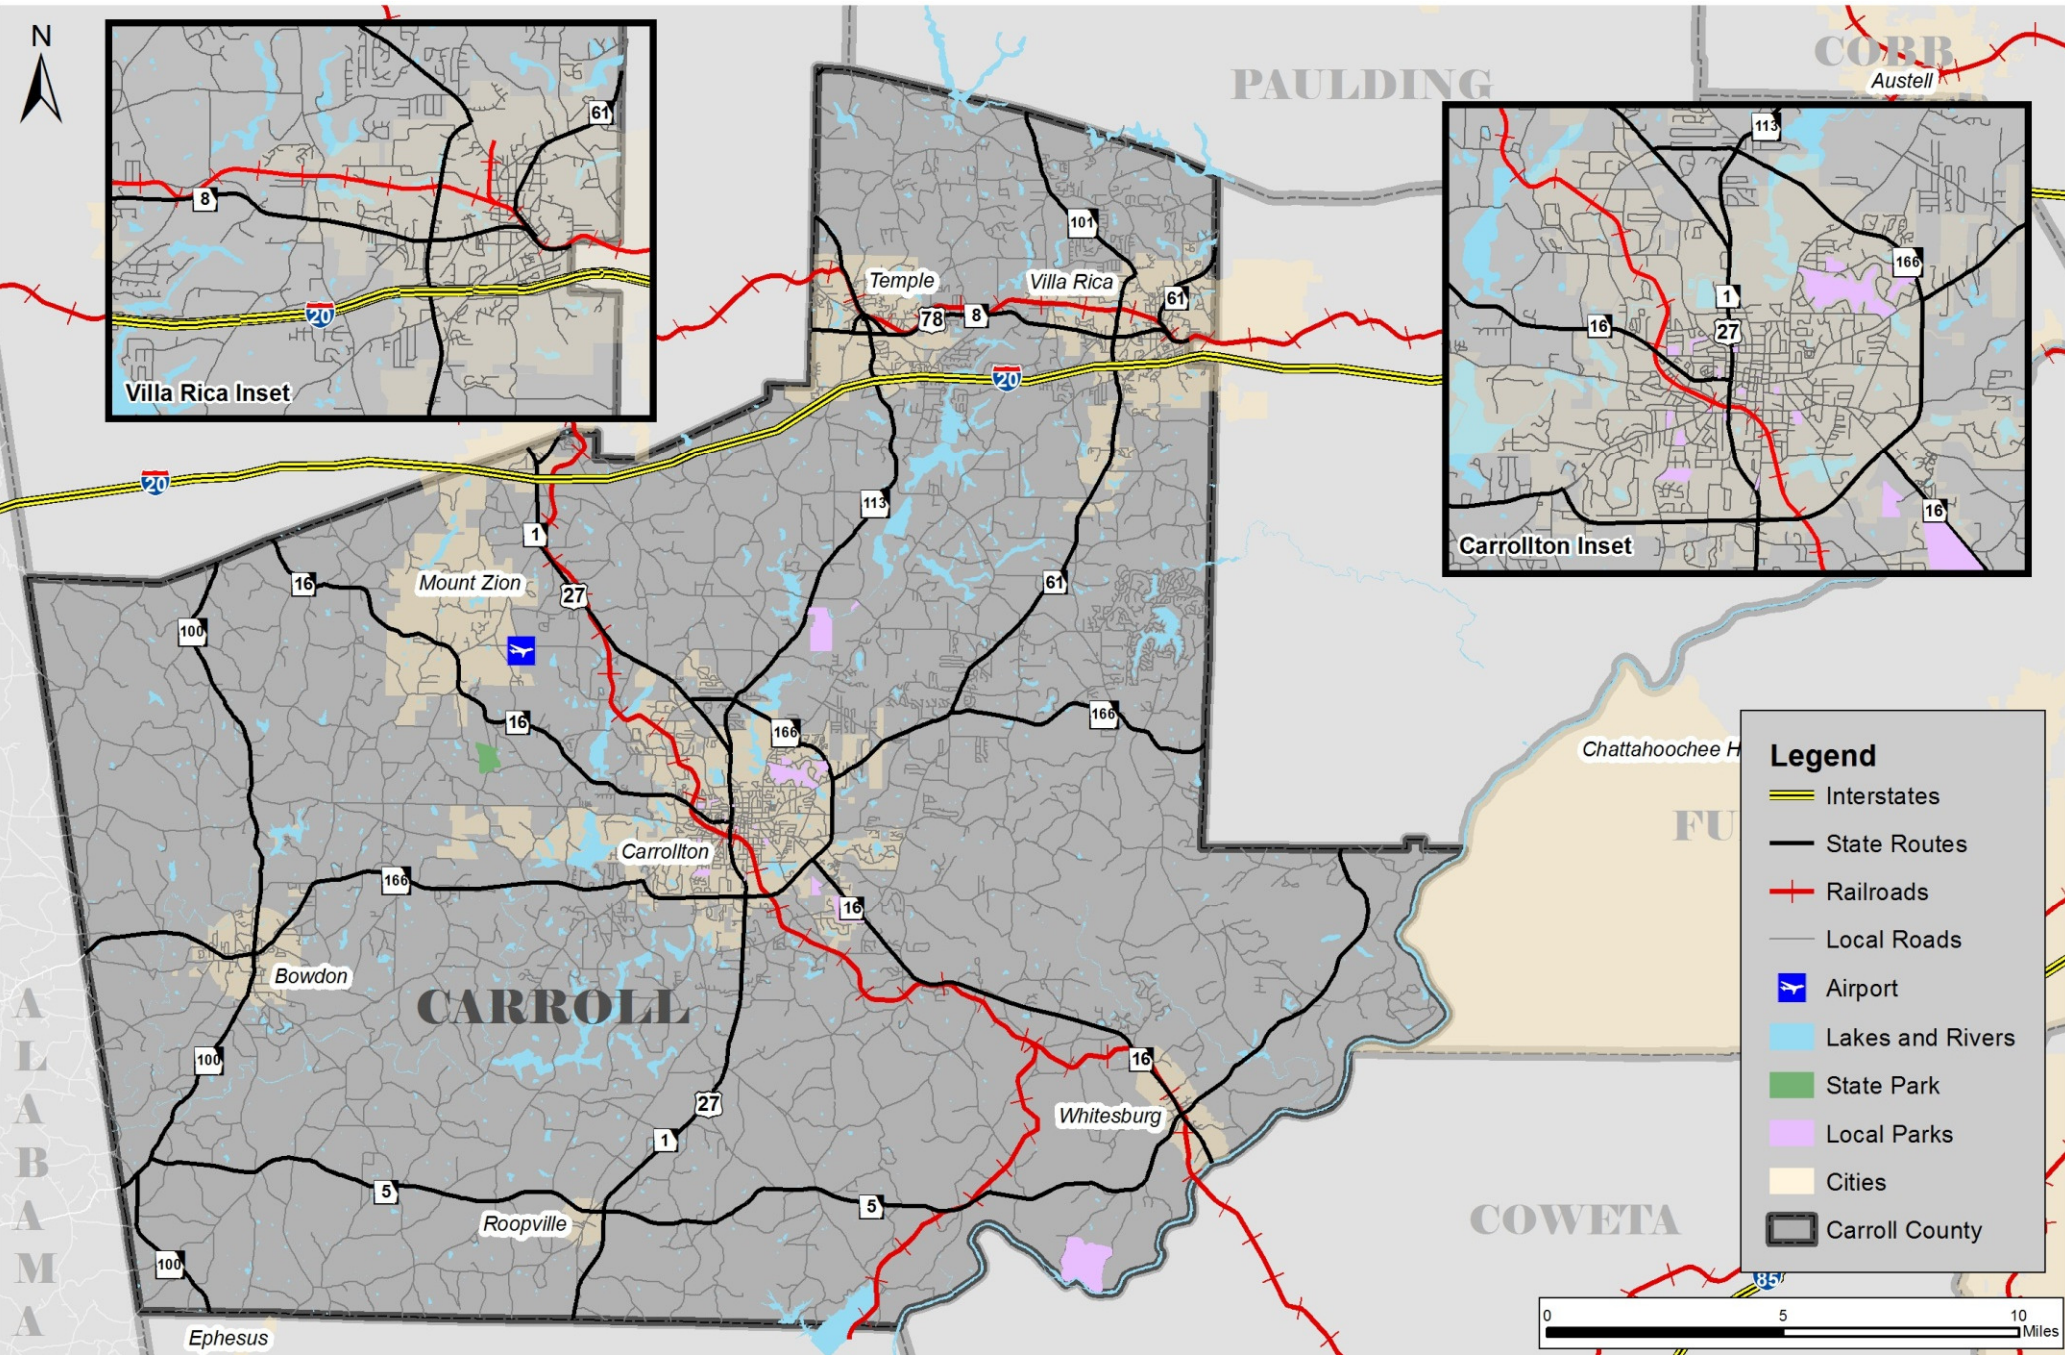 N
PAULDING
COBB
Austell
61
8
20
Villa Rica Inset
113
166
1
16
27
16
Carrollton Inset
101
Temple
Villa Rica
61
78
8
20
20
113
1
Mount Zion
27
61
16
100
16
166
166
Chattahoochee H
FU
Carrollton
166
16
Bowdon
CARROLL
100
16
27
Whitesburg
1
5
5
Roopville
100
COWETA
Ephesus
A
L
A
B
A
M
A
Legend
Interstates
State Routes
Railroads
Local Roads
Airport
Lakes and Rivers
State Park
Local Parks
Cities
Carroll County
85
0 5 10
Miles